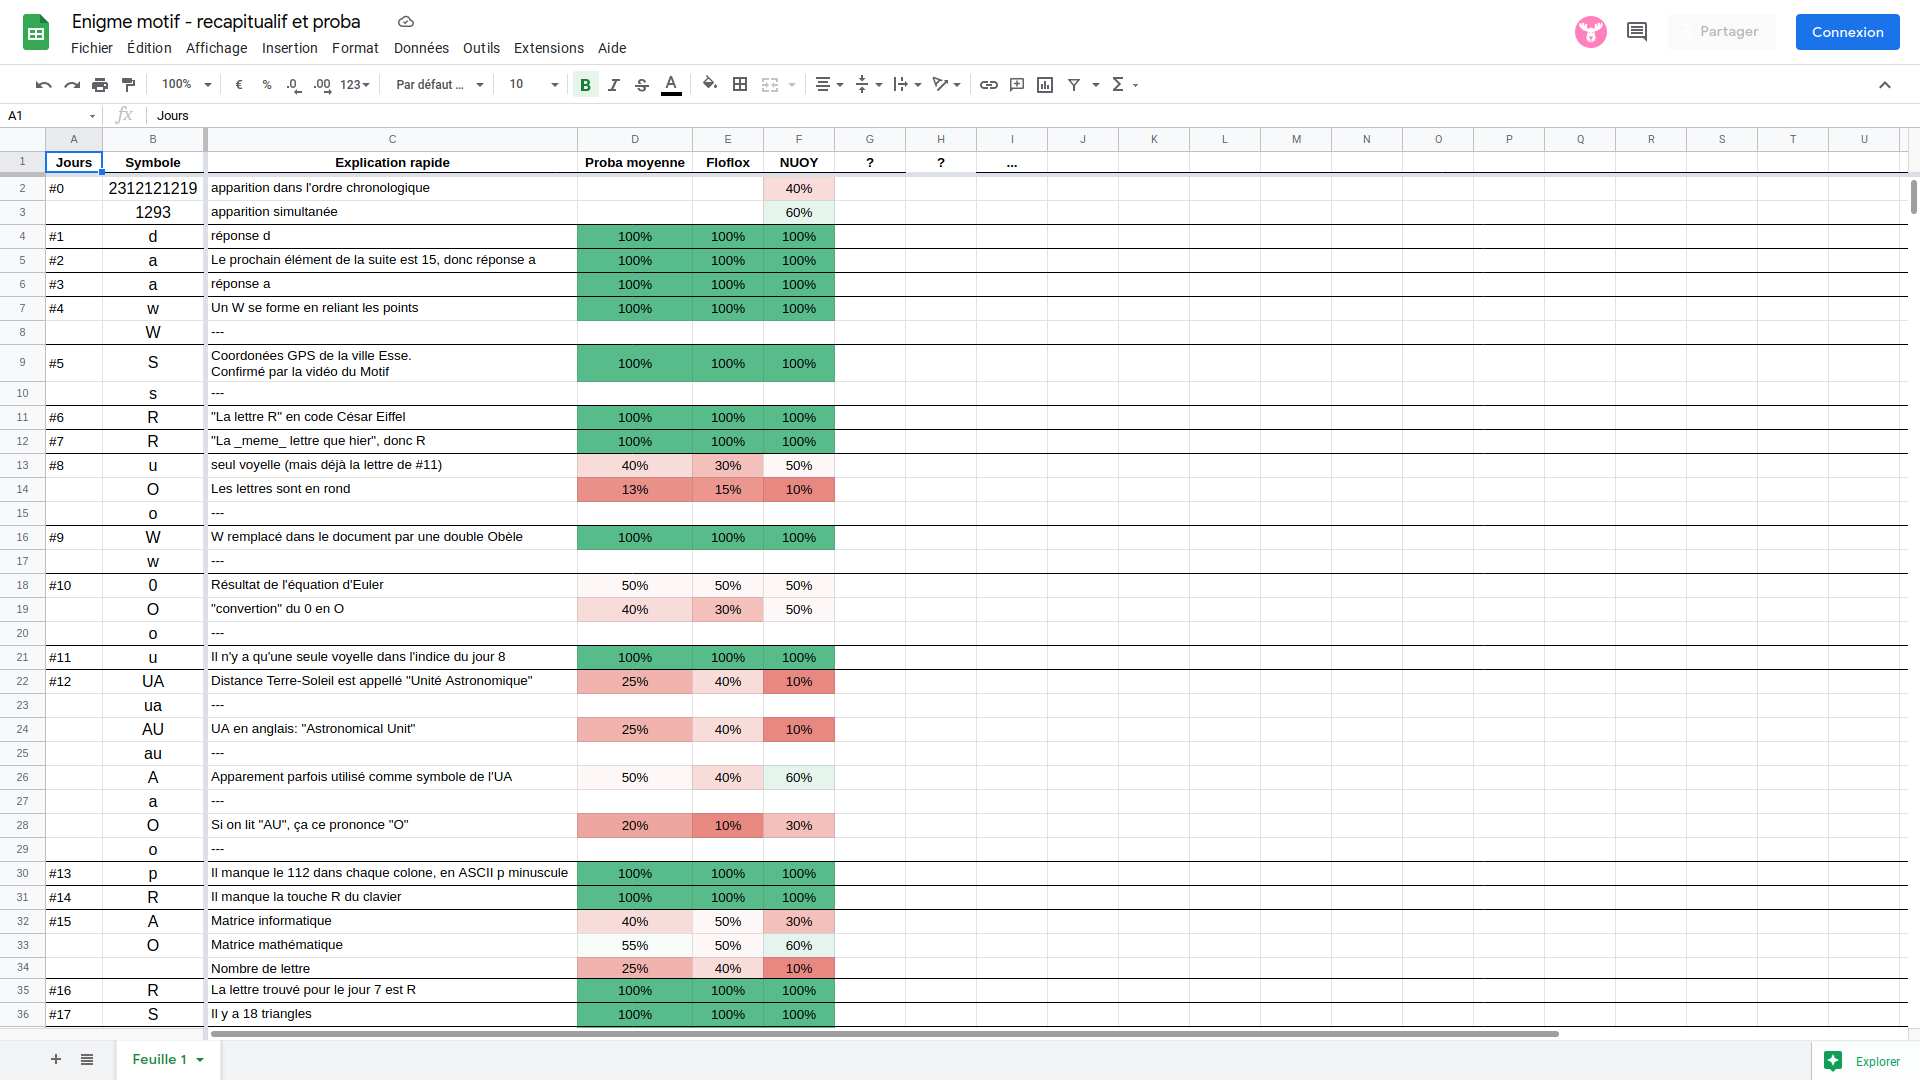 Enigme motif - recapitualif et proba
Partager
Connexion
Fichier Édition Affichage Insertion Format Données Outils Extensions Aide
100% € % .0 .00 123 Par défaut ... 10 B I S A Σ
A1 fx Jours
A B C D E F G H I J K L M N O P Q R S T U
1 Jours Symbole Explication rapide Proba moyenne Floflox NUOY ? ? ...
2 #0 2312121219 apparition dans l'ordre chronologique 40%
3 1293 apparition simultanée 60%
4 #1 d réponse d 100% 100% 100%
5 #2 a Le prochain élément de la suite est 15, donc réponse a 100% 100% 100%
6 #3 a réponse a 100% 100% 100%
7 #4 w Un W se forme en reliant les points 100% 100% 100%
8 W ---
9 #5 S Coordonées GPS de la ville Esse.
Confirmé par la vidéo du Motif 100% 100% 100%
10 s ---
11 #6 R "La lettre R" en code César Eiffel 100% 100% 100%
12 #7 R "La _meme_ lettre que hier", donc R 100% 100% 100%
13 #8 u seul voyelle (mais déjà la lettre de #11) 40% 30% 50%
14 O Les lettres sont en rond 13% 15% 10%
15 o ---
16 #9 W W remplacé dans le document par une double Obèle 100% 100% 100%
17 w ---
18 #10 0 Résultat de l'équation d'Euler 50% 50% 50%
19 O "convertion" du 0 en O 40% 30% 50%
20 o ---
21 #11 u Il n'y a qu'une seule voyelle dans l'indice du jour 8 100% 100% 100%
22 #12 UA Distance Terre-Soleil est appellé "Unité Astronomique" 25% 40% 10%
23 ua ---
24 AU UA en anglais: "Astronomical Unit" 25% 40% 10%
25 au ---
26 A Apparement parfois utilisé comme symbole de l'UA 50% 40% 60%
27 a ---
28 O Si on lit "AU", ça ce prononce "O" 20% 10% 30%
29 o ---
30 #13 p Il manque le 112 dans chaque colone, en ASCII p minuscule 100% 100% 100%
31 #14 R Il manque la touche R du clavier 100% 100% 100%
32 #15 A Matrice informatique 40% 50% 30%
33 O Matrice mathématique 55% 50% 60%
34 Nombre de lettre 25% 40% 10%
35 #16 R La lettre trouvé pour le jour 7 est R 100% 100% 100%
36 #17 S Il y a 18 triangles 100% 100% 100%
+ Feuille 1 Explorer